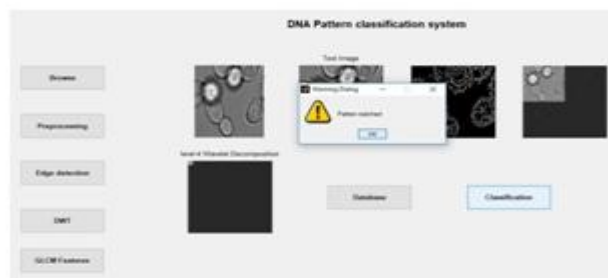 DNA Pattern classification system
Test Image
Browse
Warning Dialog
Pattern matched
OK
Preprocessing
level-4 Wavelet Decomposition
Edge detection
Database
Classification
DWT
GLCM Features